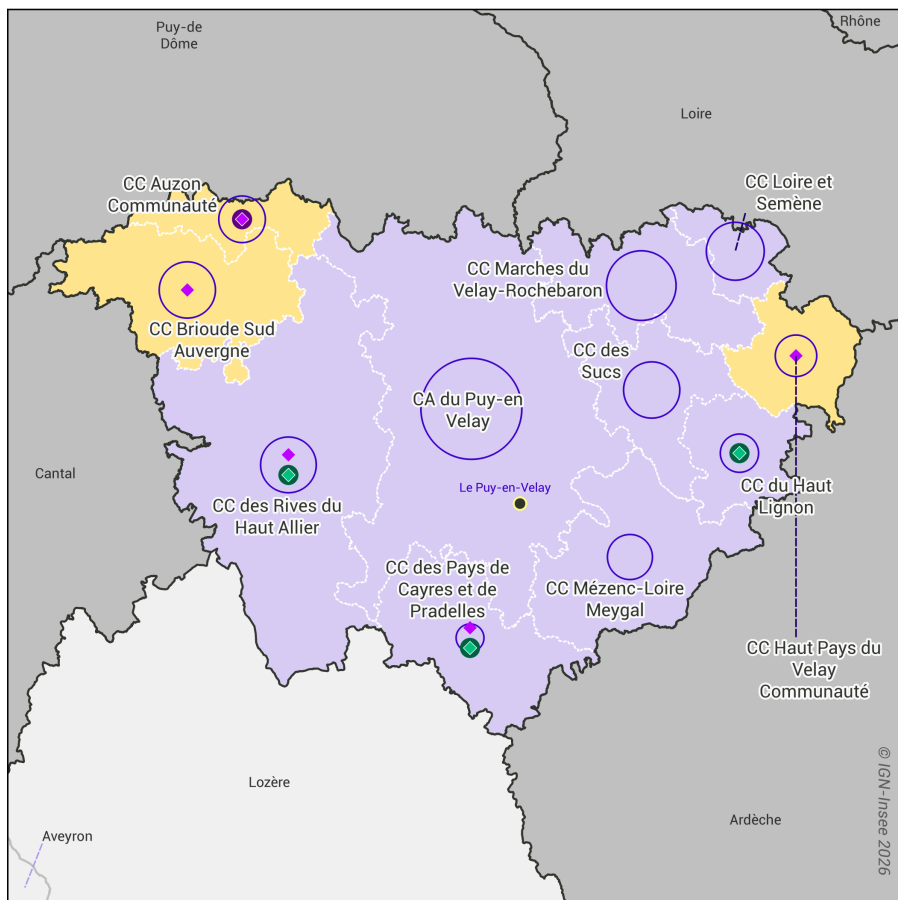 Puy-de
Dôme
Rhône
Loire
CC Auzon
Communauté
CC Loire et
Semène
CC Marches du
Velay-Rochebaron
CC Brioude Sud
Auvergne
CC des
Sucs
CA du Puy-en
Velay
Cantal
Le Puy-en-Velay
CC du Haut
Lignon
CC des Rives du
Haut Allier
CC des Pays de
Cayres et de
Pradelles
CC Mézenc-Loire
Meygal
CC Haut Pays du
Velay
Communauté
Lozère
Ardèche
Aveyron
© IGN-Insee 2026